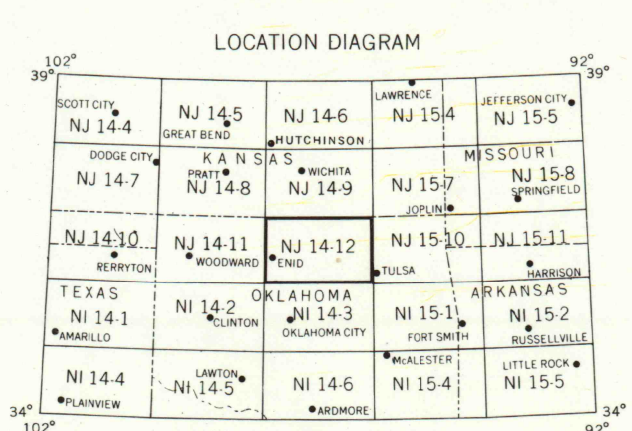 LOCATION DIAGRAM
102°
92°
39°
39°
SCOTT CITY
NJ 14-4
NJ 14-5
GREAT BEND
NJ 14-6
HUTCHINSON
LAWRENCE
NJ 15-4
JEFFERSON CITY
NJ 15-5
DODGE CITY
KANSAS
MISSOURI
NJ 14-7
PRATT
NJ 14-8
WICHITA
NJ 14-9
NJ 15-7
JOPLIN
NJ 15-8
SPRINGFIELD
NJ 14-10
RERRYTON
NJ 14-11
WOODWARD
NJ 14-12
ENID
NJ 15-10
TULSA
NJ 15-11
HARRISON
TEXAS
OKLAHOMA
ARKANSAS
NI 14-1
AMARILLO
NI 14-2
CLINTON
NI 14-3
OKLAHOMA CITY
NI 15-1
FORT SMITH
NI 15-2
RUSSELLVILLE
NI 14-4
PLAINVIEW
LAWTON
NI 14-5
NI 14-6
ARDMORE
McALESTER
NI 15-4
LITTLE ROCK
NI 15-5
34°
34°
102°
92°